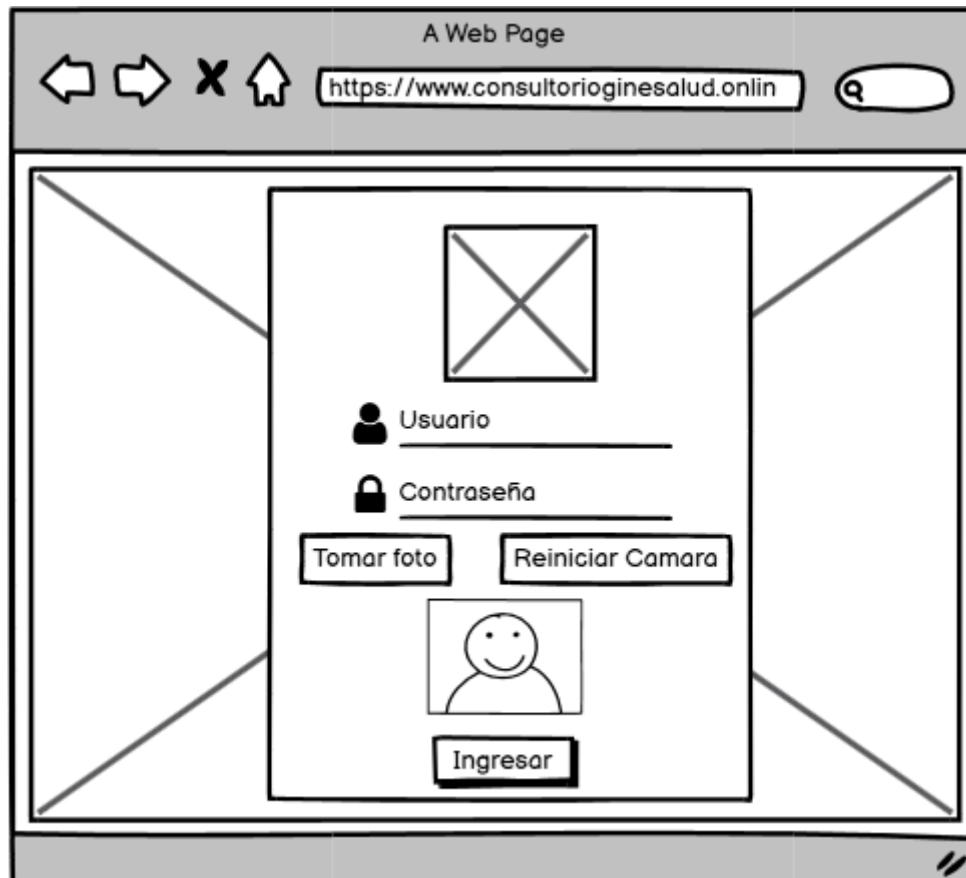 A Web Page
https://www.consultorioginesalud.onlin
Usuario
Contraseña
Tomar foto
Reiniciar Camara
Ingresar